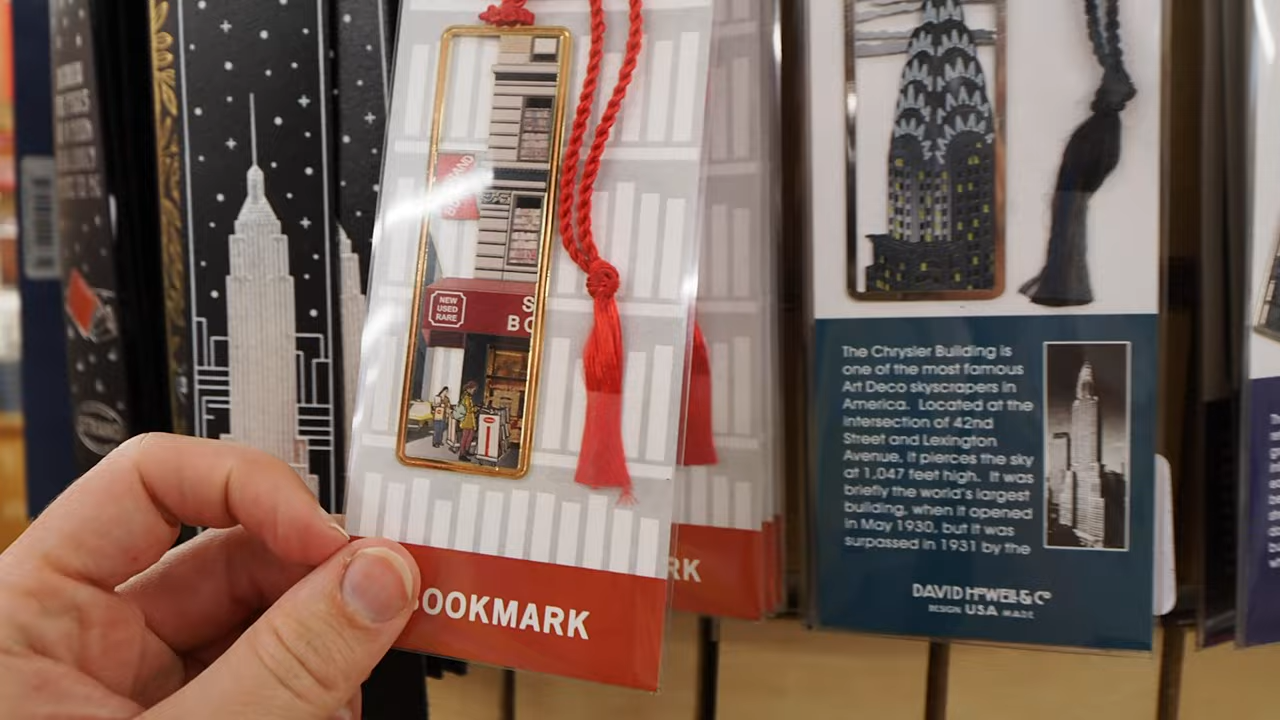 NEW
USED
RARE
S
BO
OOKMARK
RK
The Chrysler Building is
one of the most famous
Art Deco skyscrapers in
America. Located at the
intersection of 42nd
Street and Lexington
Avenue, it pierces the sky
at 1,047 feet high. It was
briefly the world's largest
building, when it opened
in May 1930, but it was
surpassed in 1931 by the
DAVID HOWELL & Cº
DESIGN USA MADE